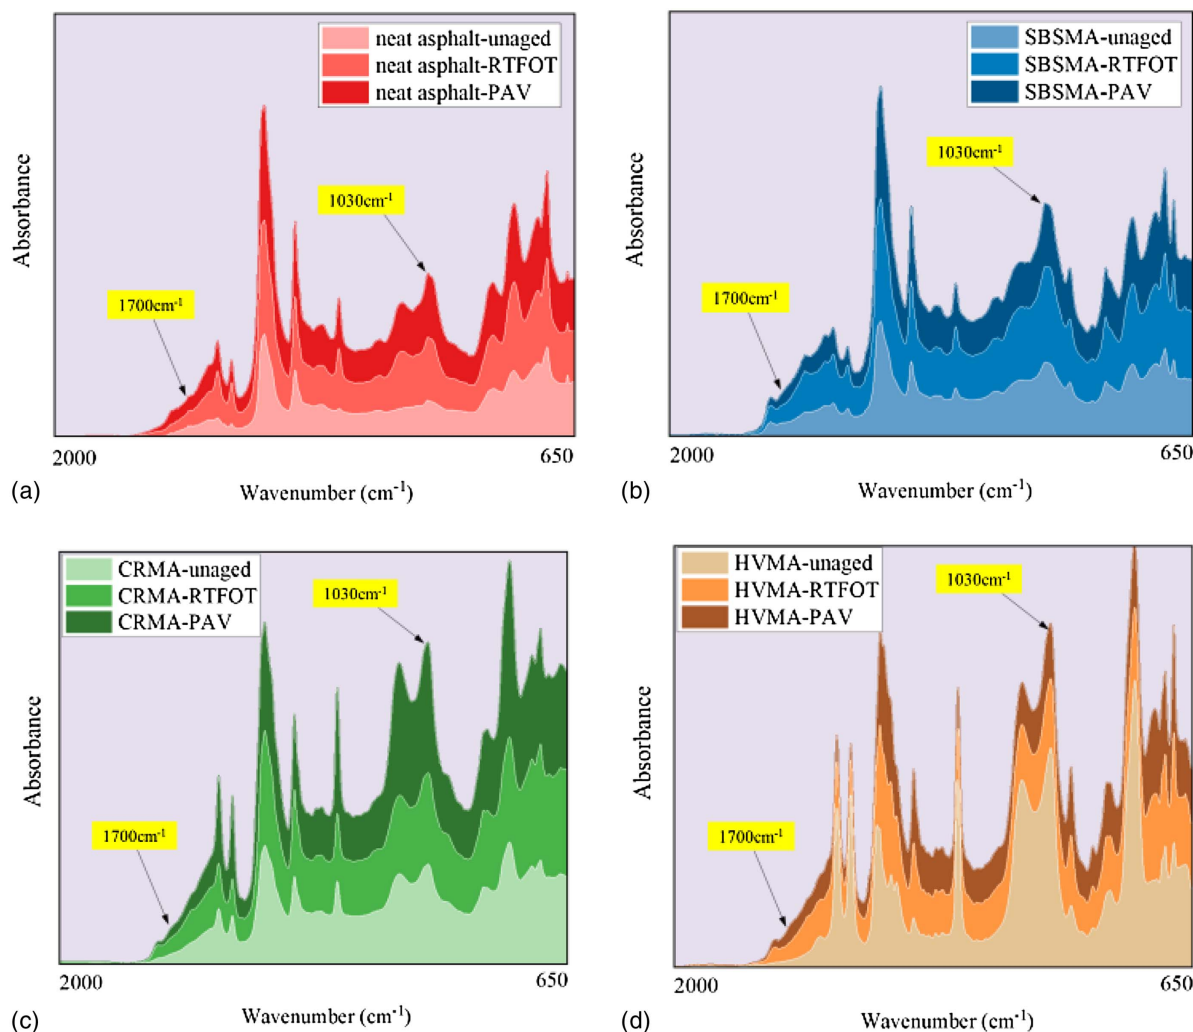 neat asphalt-unaged
neat asphalt-RTFOT
neat asphalt-PAV
1030cm-1
1700cm-1
Absorbance
2000
650
(a)
Wavenumber (cm-1)
SBSMA-unaged
SBSMA-RTFOT
SBSMA-PAV
1030cm-1
1700cm-1
Absorbance
2000
650
(b)
Wavenumber (cm-1)
CRMA-unaged
CRMA-RTFOT
CRMA-PAV
1030cm-1
1700cm-1
Absorbance
2000
650
(c)
Wavenumber (cm-1)
HVMA-unaged
HVMA-RTFOT
HVMA-PAV
1030cm-1
1700cm-1
Absorbance
2000
650
(d)
Wavenumber (cm-1)